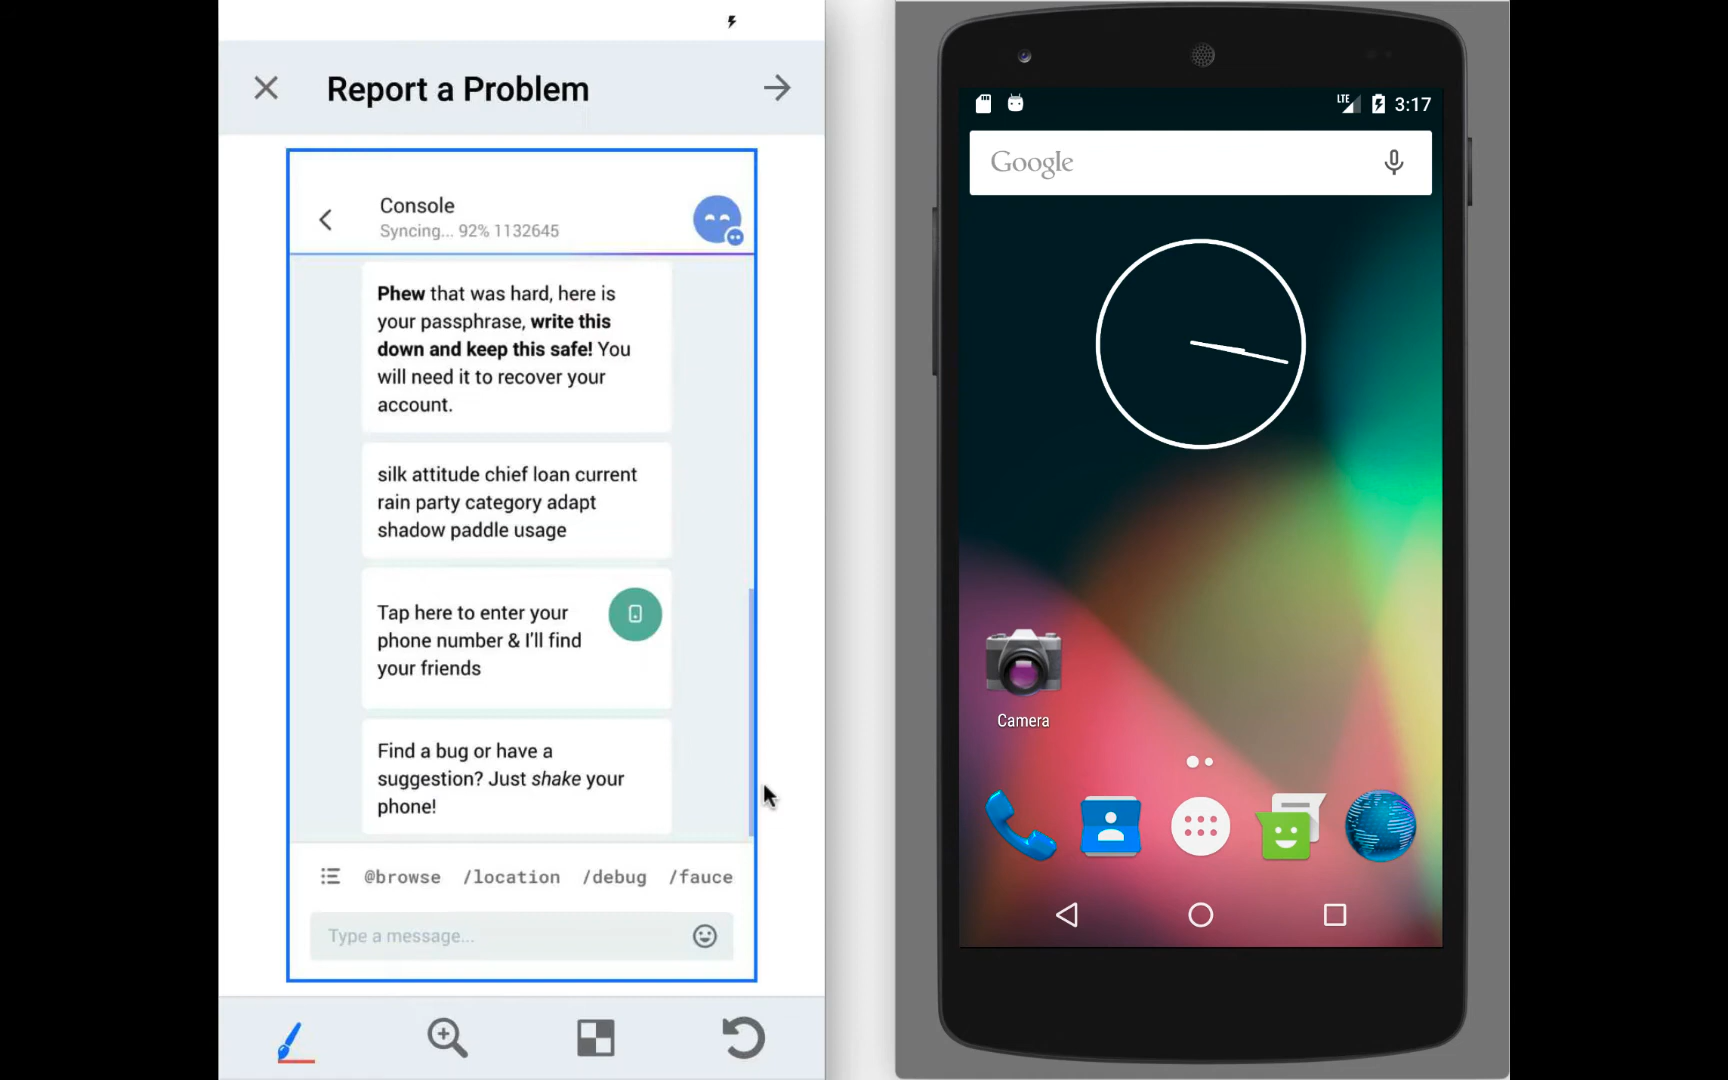 Report a Problem
Console
Syncing... 92% 1132645
Phew that was hard, here is
your passphrase, write this
down and keep this safe! You
will need it to recover your
account.
silk attitude chief loan current
rain party category adapt
shadow paddle usage
Tap here to enter your
phone number & I'll find
your friends
Find a bug or have a
suggestion? Just shake your
phone!
@browse /location /debug /fauce
Type a message...
LTE 3:17
Google
Camera